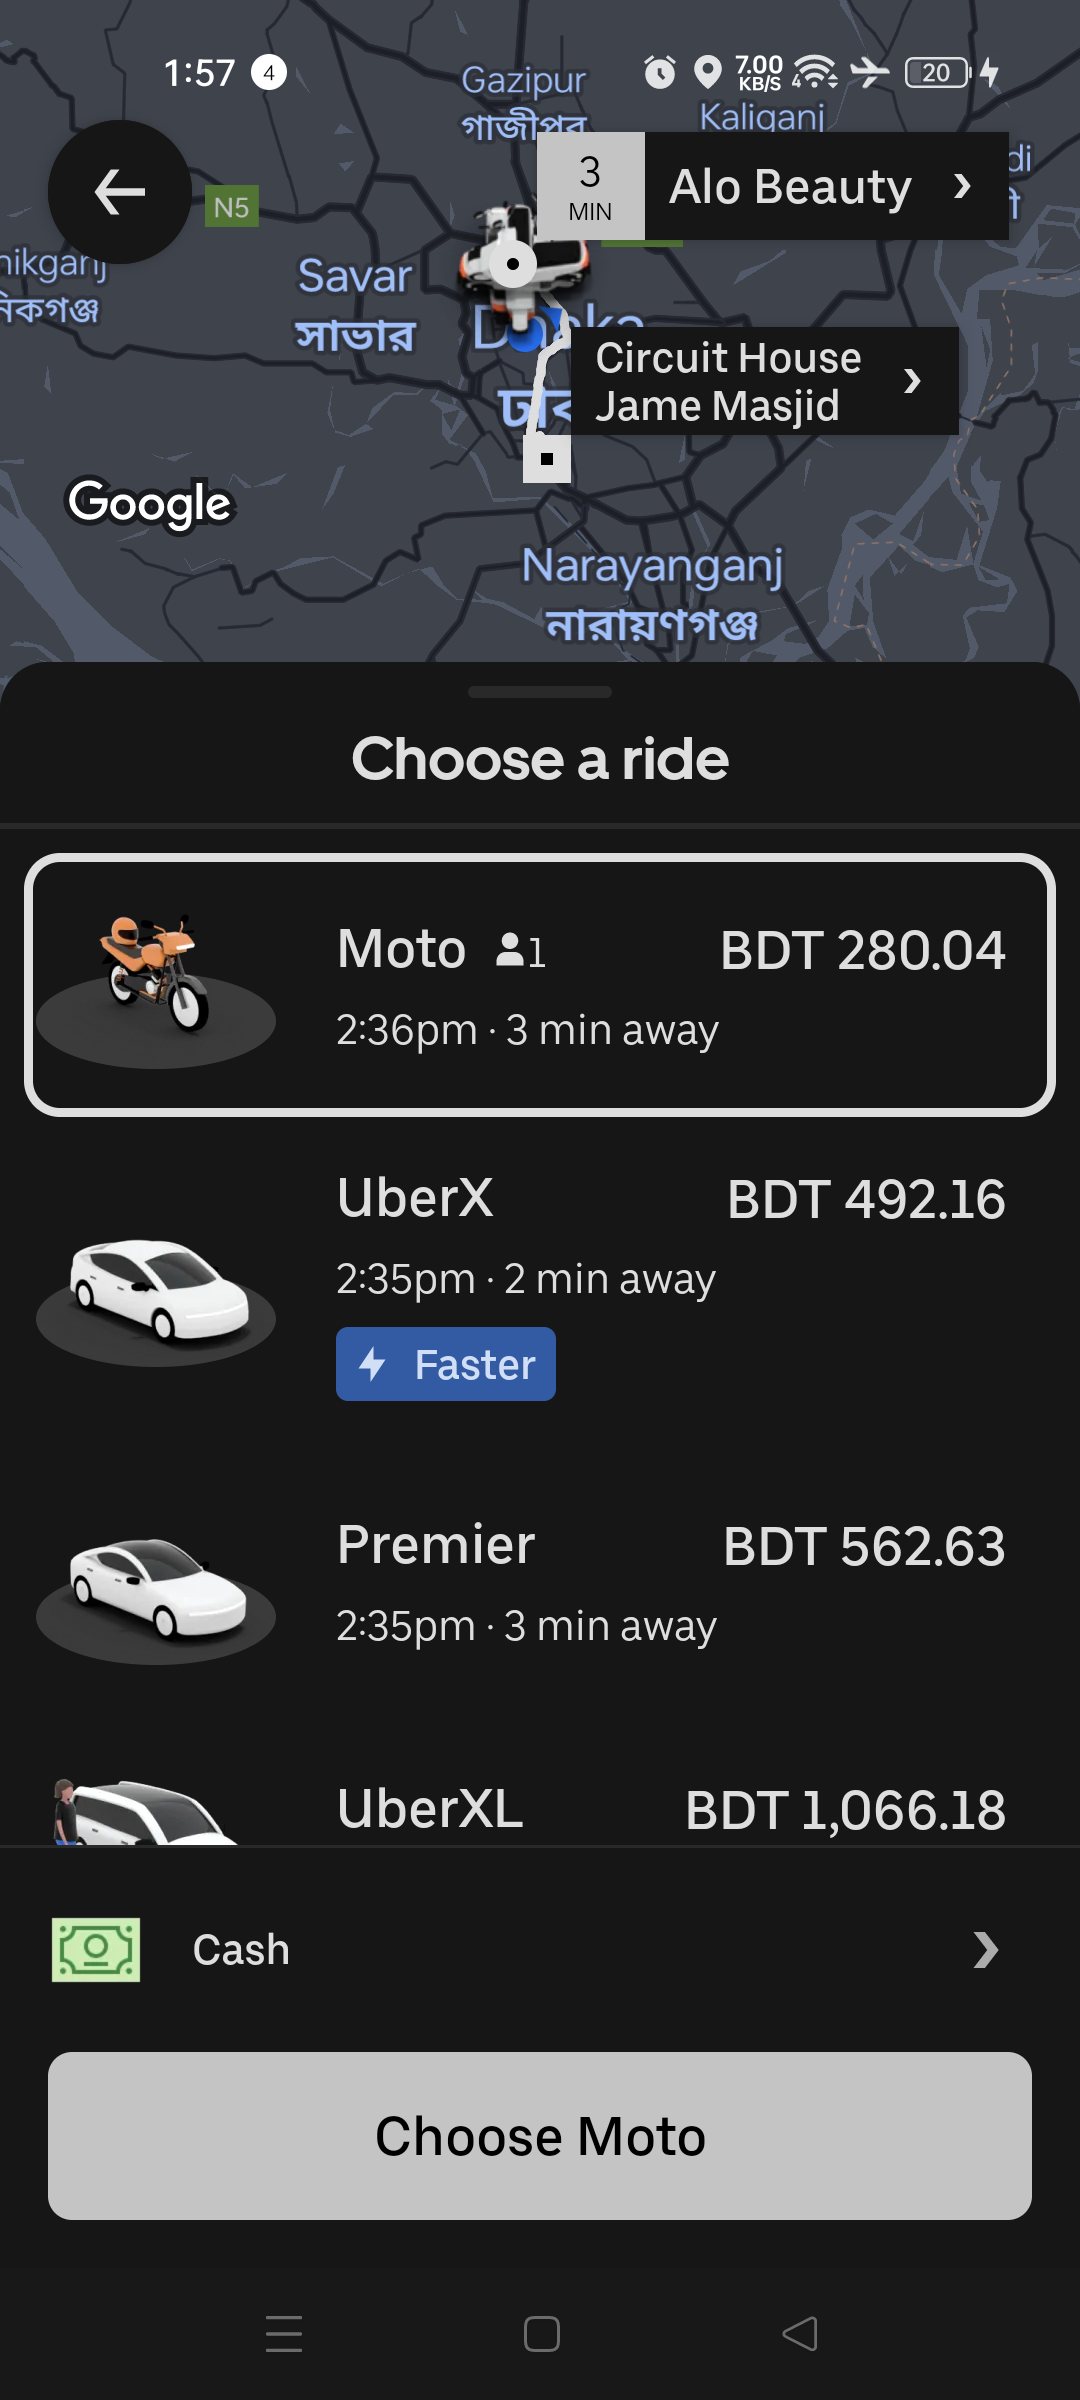 1:57 4 7.00 KB/S 4 20
Gazipur
গাজীপুর
Kaliganj
N5
3 MIN
Alo Beauty
Savar
সাভার
Circuit House
Jame Masjid
Google
Narayanganj
নারায়ণগঞ্জ
Choose a ride
Moto 1 BDT 280.04
2:36pm · 3 min away
UberX BDT 492.16
2:35pm · 2 min away
Faster
Premier BDT 562.63
2:35pm · 3 min away
UberXL BDT 1,066.18
Cash
Choose Moto